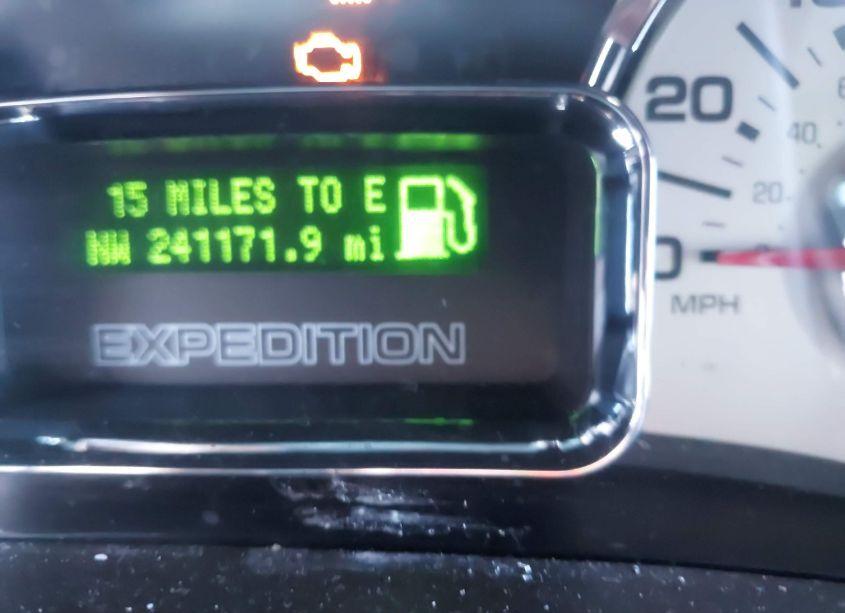 15 MILES TO E
NW 241171.9 mi
EXPEDITION
20
40
20
0
MPH